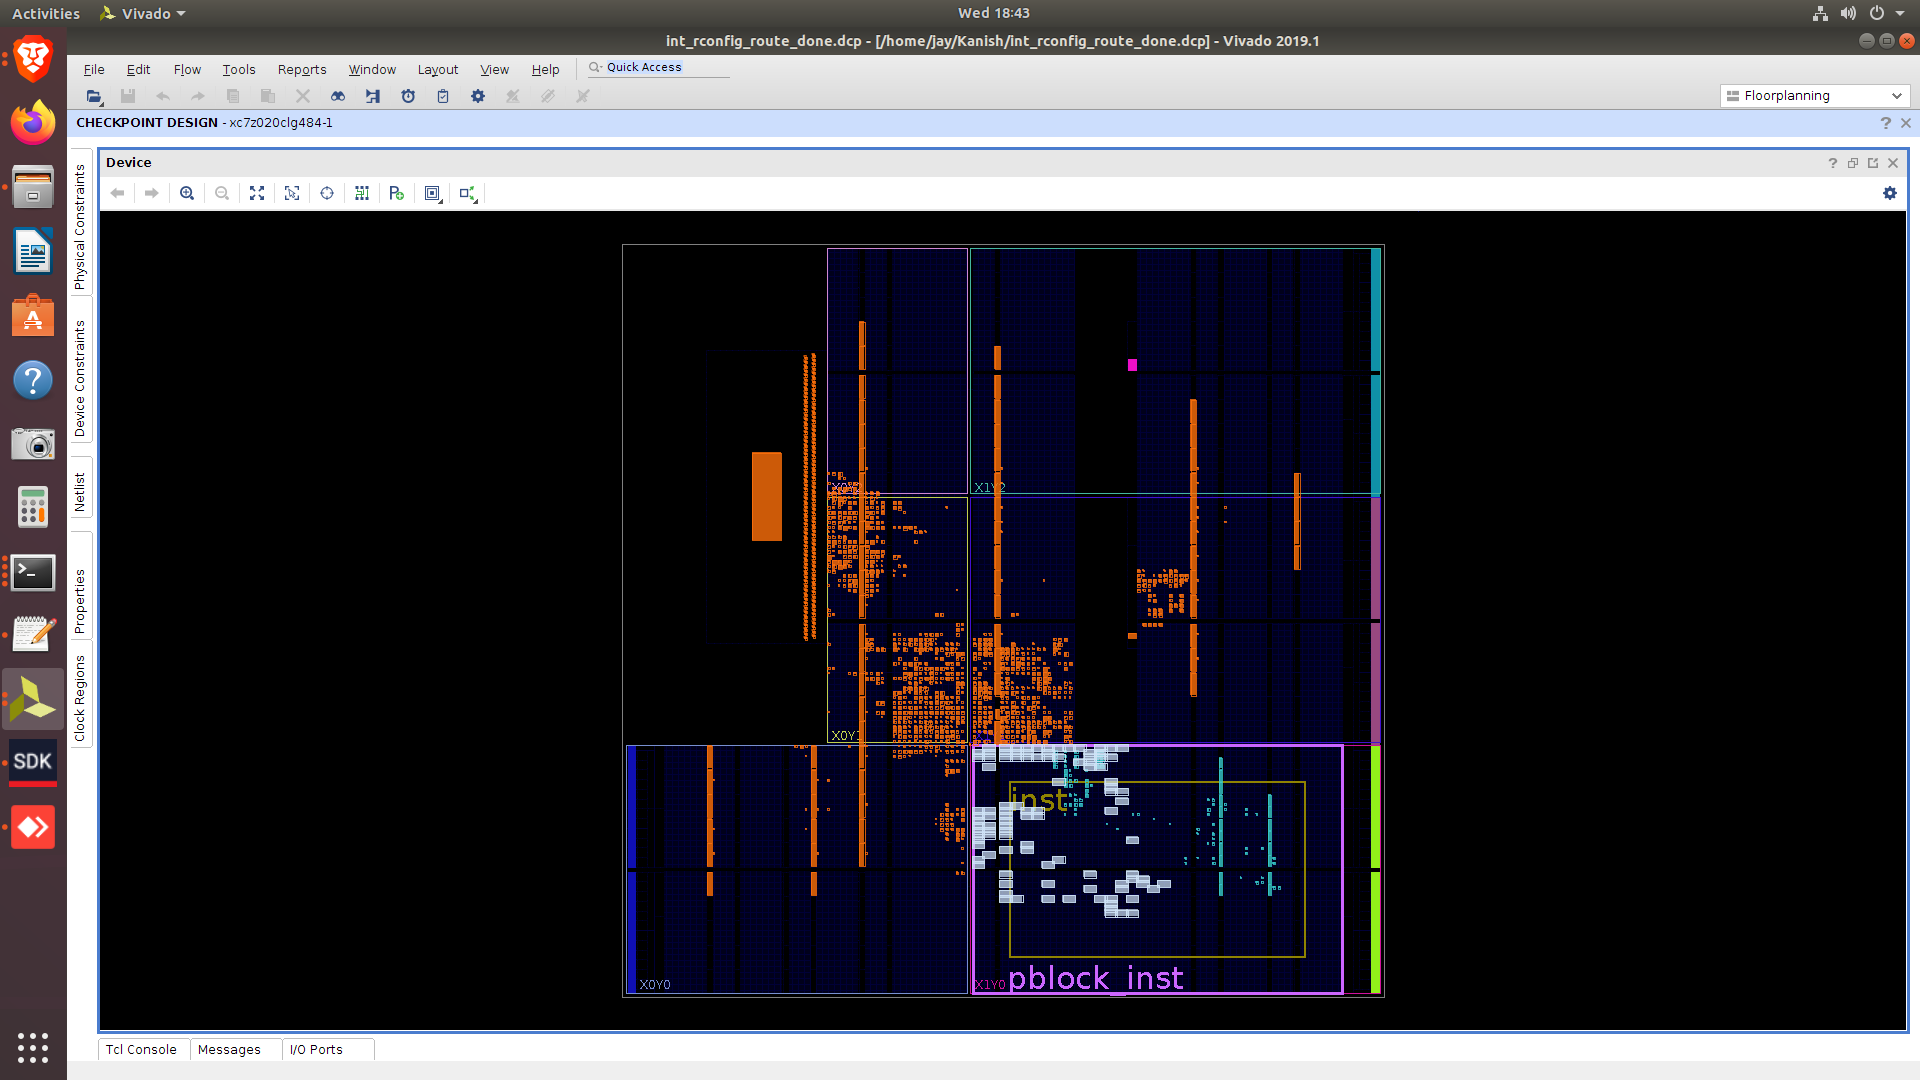 Activities
Vivado
Wed 18:43
int_rconfig_route_done.dcp - [/home/jay/Kanish/int_rconfig_route_done.dcp] - Vivado 2019.1
File Edit Flow Tools Reports Window Layout View Help
Quick Access
Floorplanning
CHECKPOINT DESIGN - xc7z020clg484-1
?
Device
?
Physical Constraints
Device Constraints
Netlist
Properties
Clock Regions
SDK
X1Y2
X0Y1
inst
X0Y0
X1Y0
pblock_inst
Tcl Console
Messages
I/O Ports